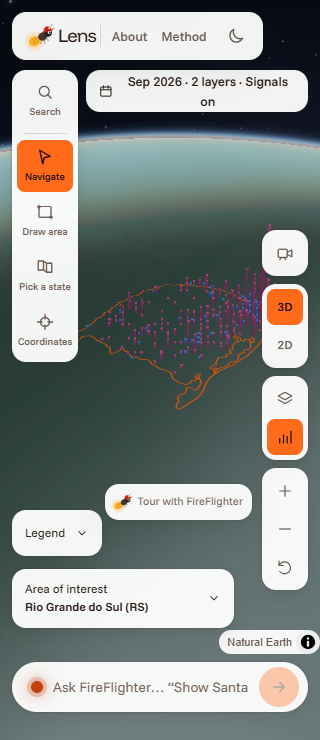 Lens
About
Method
Sep 2026 · 2 layers · Signals
on
Search
Navigate
Draw area
Pick a state
Coordinates
3D
2D
Tour with FireFlighter
Legend
Area of interest
Rio Grande do Sul (RS)
Natural Earth
Ask FireFlighter... “Show Santa